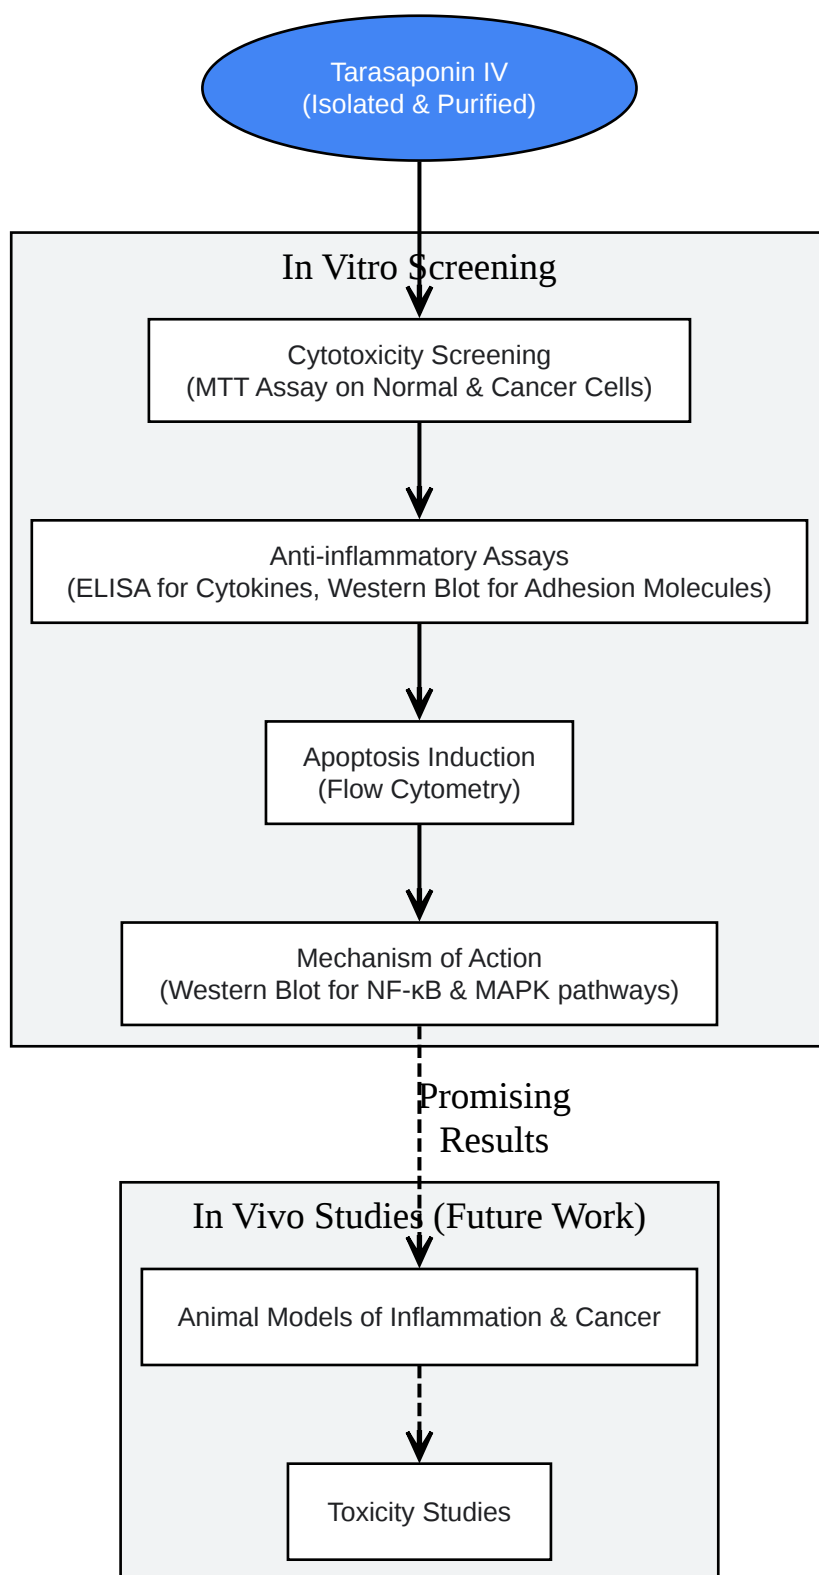 Tarasaponin IV
(Isolated & Purified)
In Vitro Screening
Cytotoxicity Screening
(MTT Assay on Normal & Cancer Cells)
Anti-inflammatory Assays
(ELISA for Cytokines, Western Blot for Adhesion Molecules)
Apoptosis Induction
(Flow Cytometry)
Mechanism of Action
(Western Blot for NF-κB & MAPK pathways)
Promising
Results
In Vivo Studies (Future Work)
Animal Models of Inflammation & Cancer
Toxicity Studies